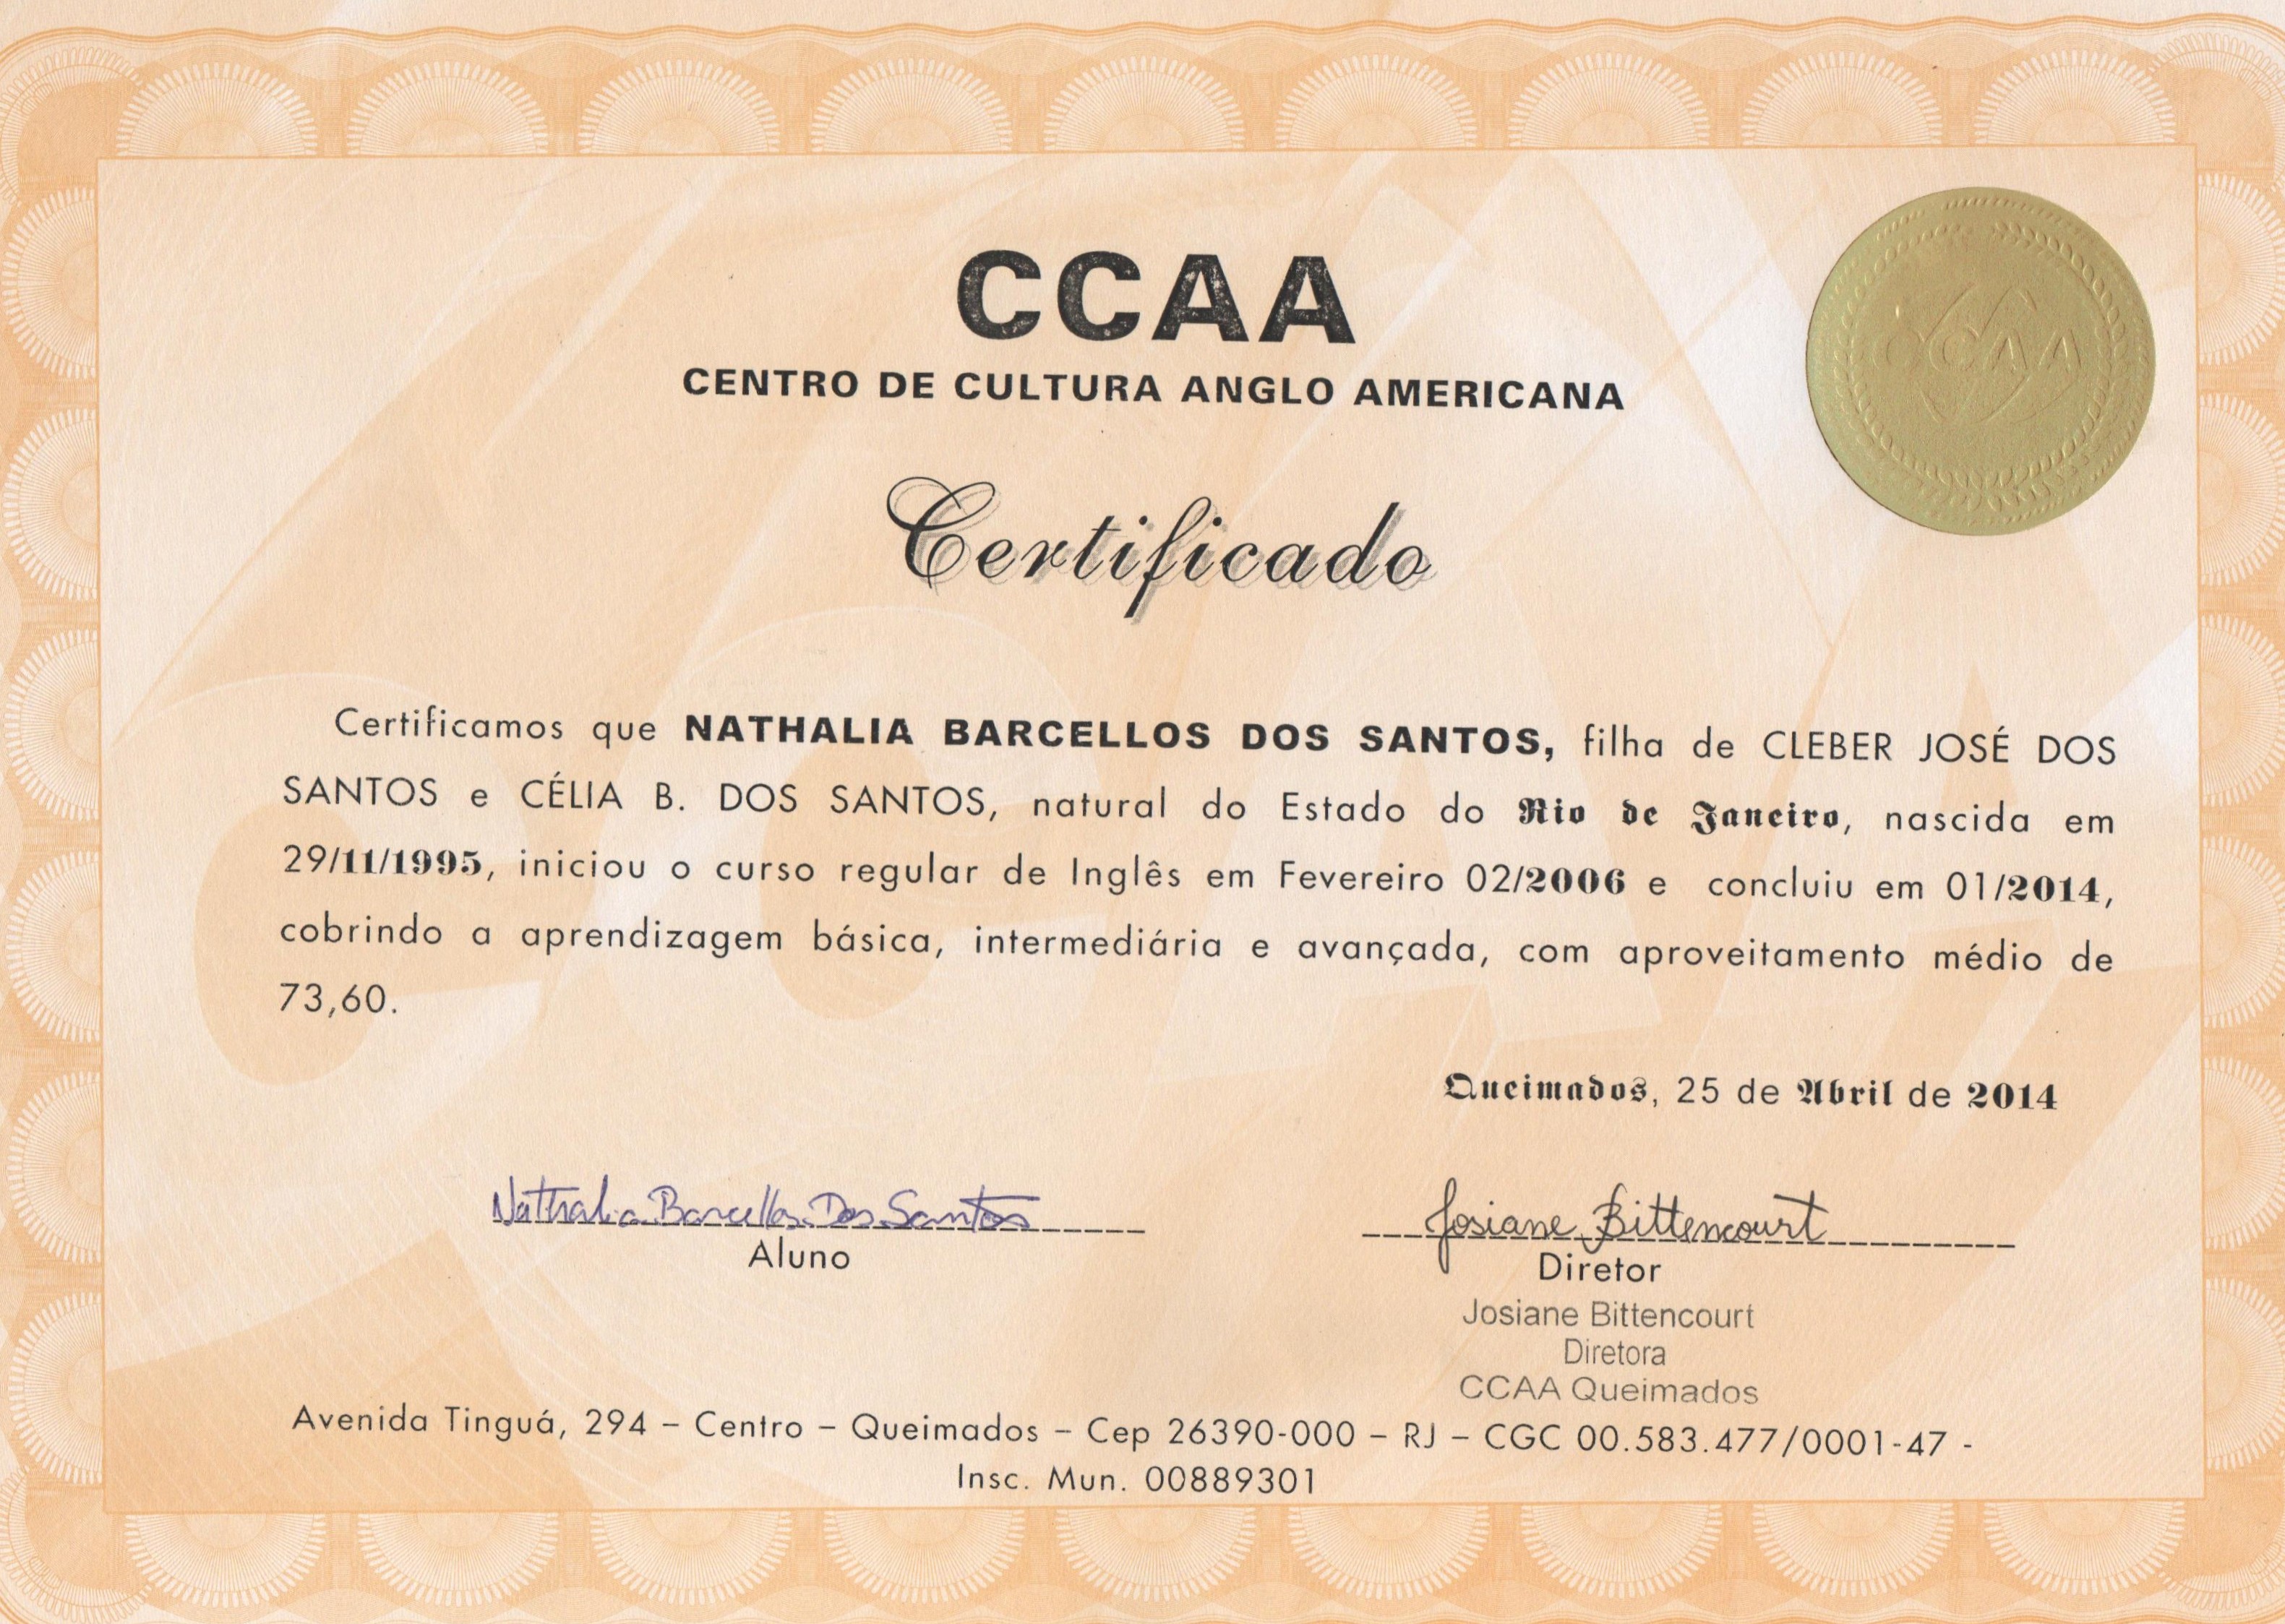 CCAA
CENTRO DE CULTURA ANGLO AMERICANA
CCAA
Certificado
Certificamos que NATHALIA BARCELLOS DOS SANTOS, filha de CLEBER JOSÉ DOS
SANTOS e CÉLIA B. DOS SANTOS, natural do Estado do Rio de Janeiro, nascida em
29/11/1995, iniciou o curso regular de Inglês em Fevereiro 02/2006 e concluiu em 01/2014,
cobrindo a aprendizagem básica, intermediária e avançada, com aproveitamento médio de
73,60.
Queimados, 25 de Abril de 2014
Nathalia Barcellos Dos Santos
Aluno
Josiane Bittencourt
Diretor
Josiane Bittencourt
Diretora
CCAA Queimados
Avenida Tinguá, 294 – Centro – Queimados – Cep 26390-000 – RJ – CGC 00.583.477/0001-47 -
Insc. Mun. 00889301